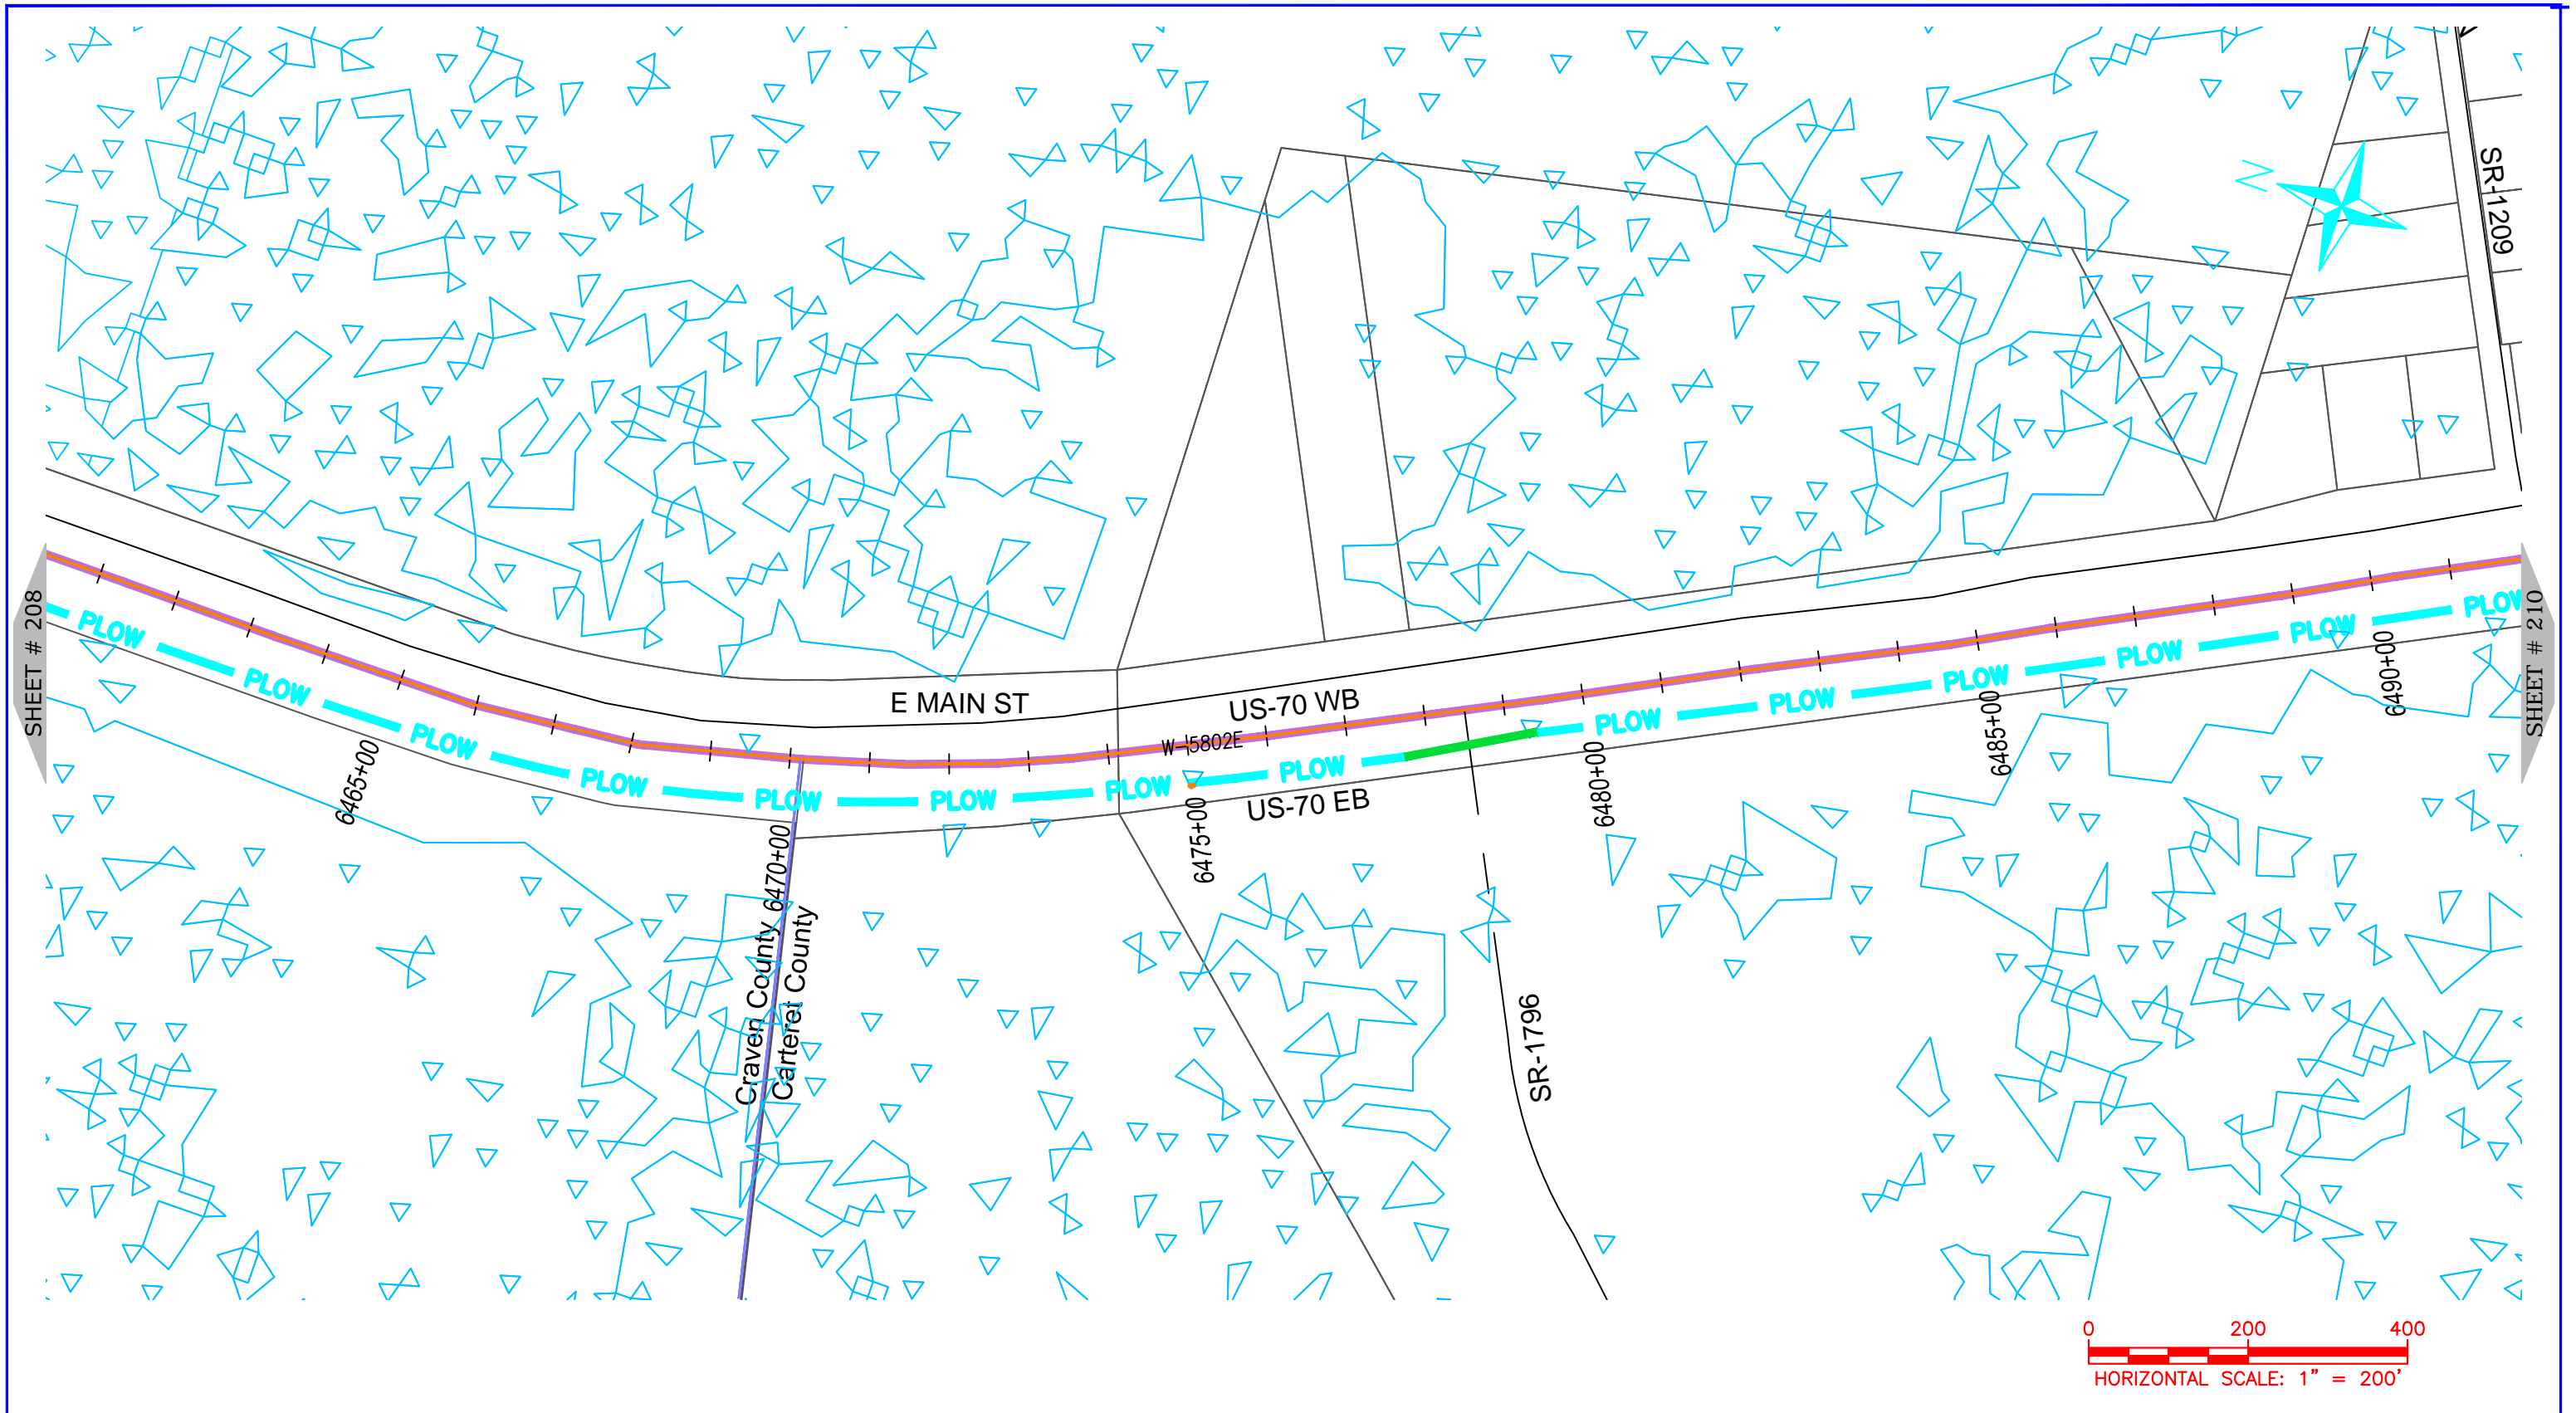 N
SR-1209
SHEET # 208
SHEET # 210
PLOW
PLOW
PLOW
PLOW
PLOW
PLOW
PLOW
PLOW
PLOW
PLOW
PLOW
PLOW
PLOW
PLOW
E MAIN ST
US-70 WB
W-5802E
US-70 EB
6465+00
6470+00
6475+00
6480+00
6485+00
6490+00
Craven County
Carteret County
SR-1796
0 200 400
HORIZONTAL SCALE: 1" = 200'